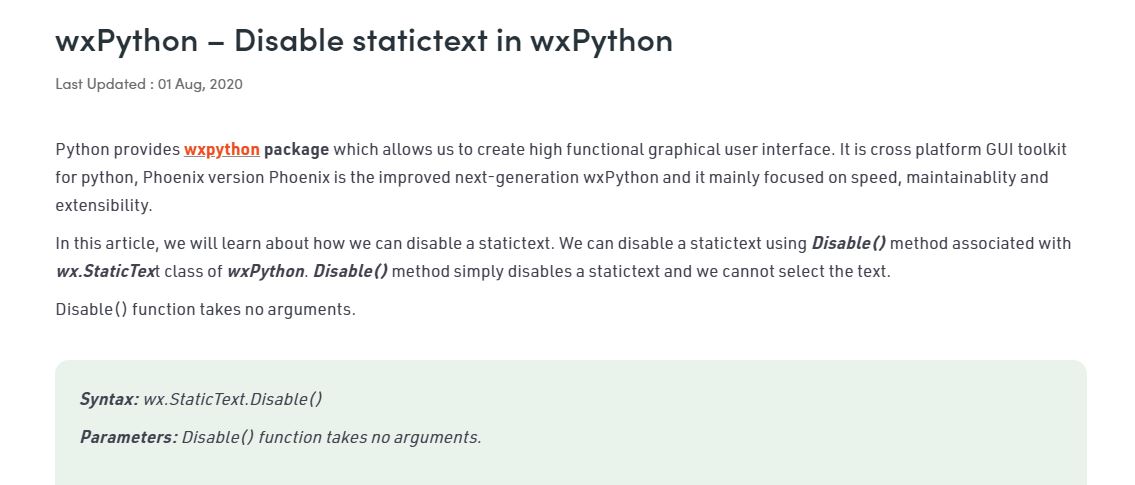 wxPython – Disable statictext in wxPython
Last Updated : 01 Aug, 2020
Python provides wxpython package which allows us to create high functional graphical user interface. It is cross platform GUI toolkit
for python, Phoenix version Phoenix is the improved next-generation wxPython and it mainly focused on speed, maintainablity and
extensibility.
In this article, we will learn about how we can disable a statictext. We can disable a statictext using Disable() method associated with
wx.StaticText class of wxPython. Disable() method simply disables a statictext and we cannot select the text.
Disable() function takes no arguments.
Syntax: wx.StaticText.Disable()
Parameters: Disable() function takes no arguments.